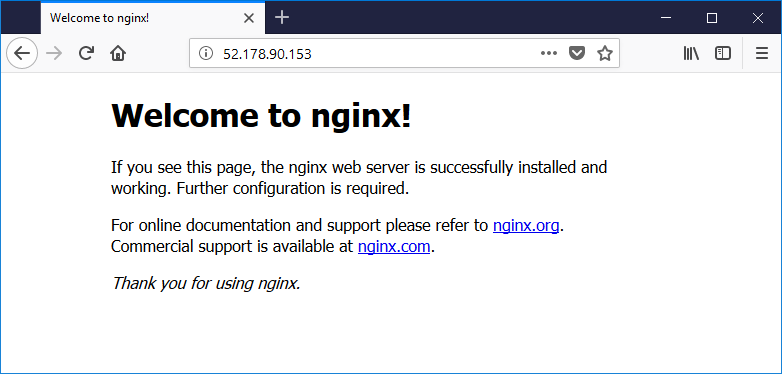 Welcome to nginx!
52.178.90.153
Welcome to nginx!
If you see this page, the nginx web server is successfully installed and
working. Further configuration is required.
For online documentation and support please refer to nginx.org.
Commercial support is available at nginx.com.
Thank you for using nginx.